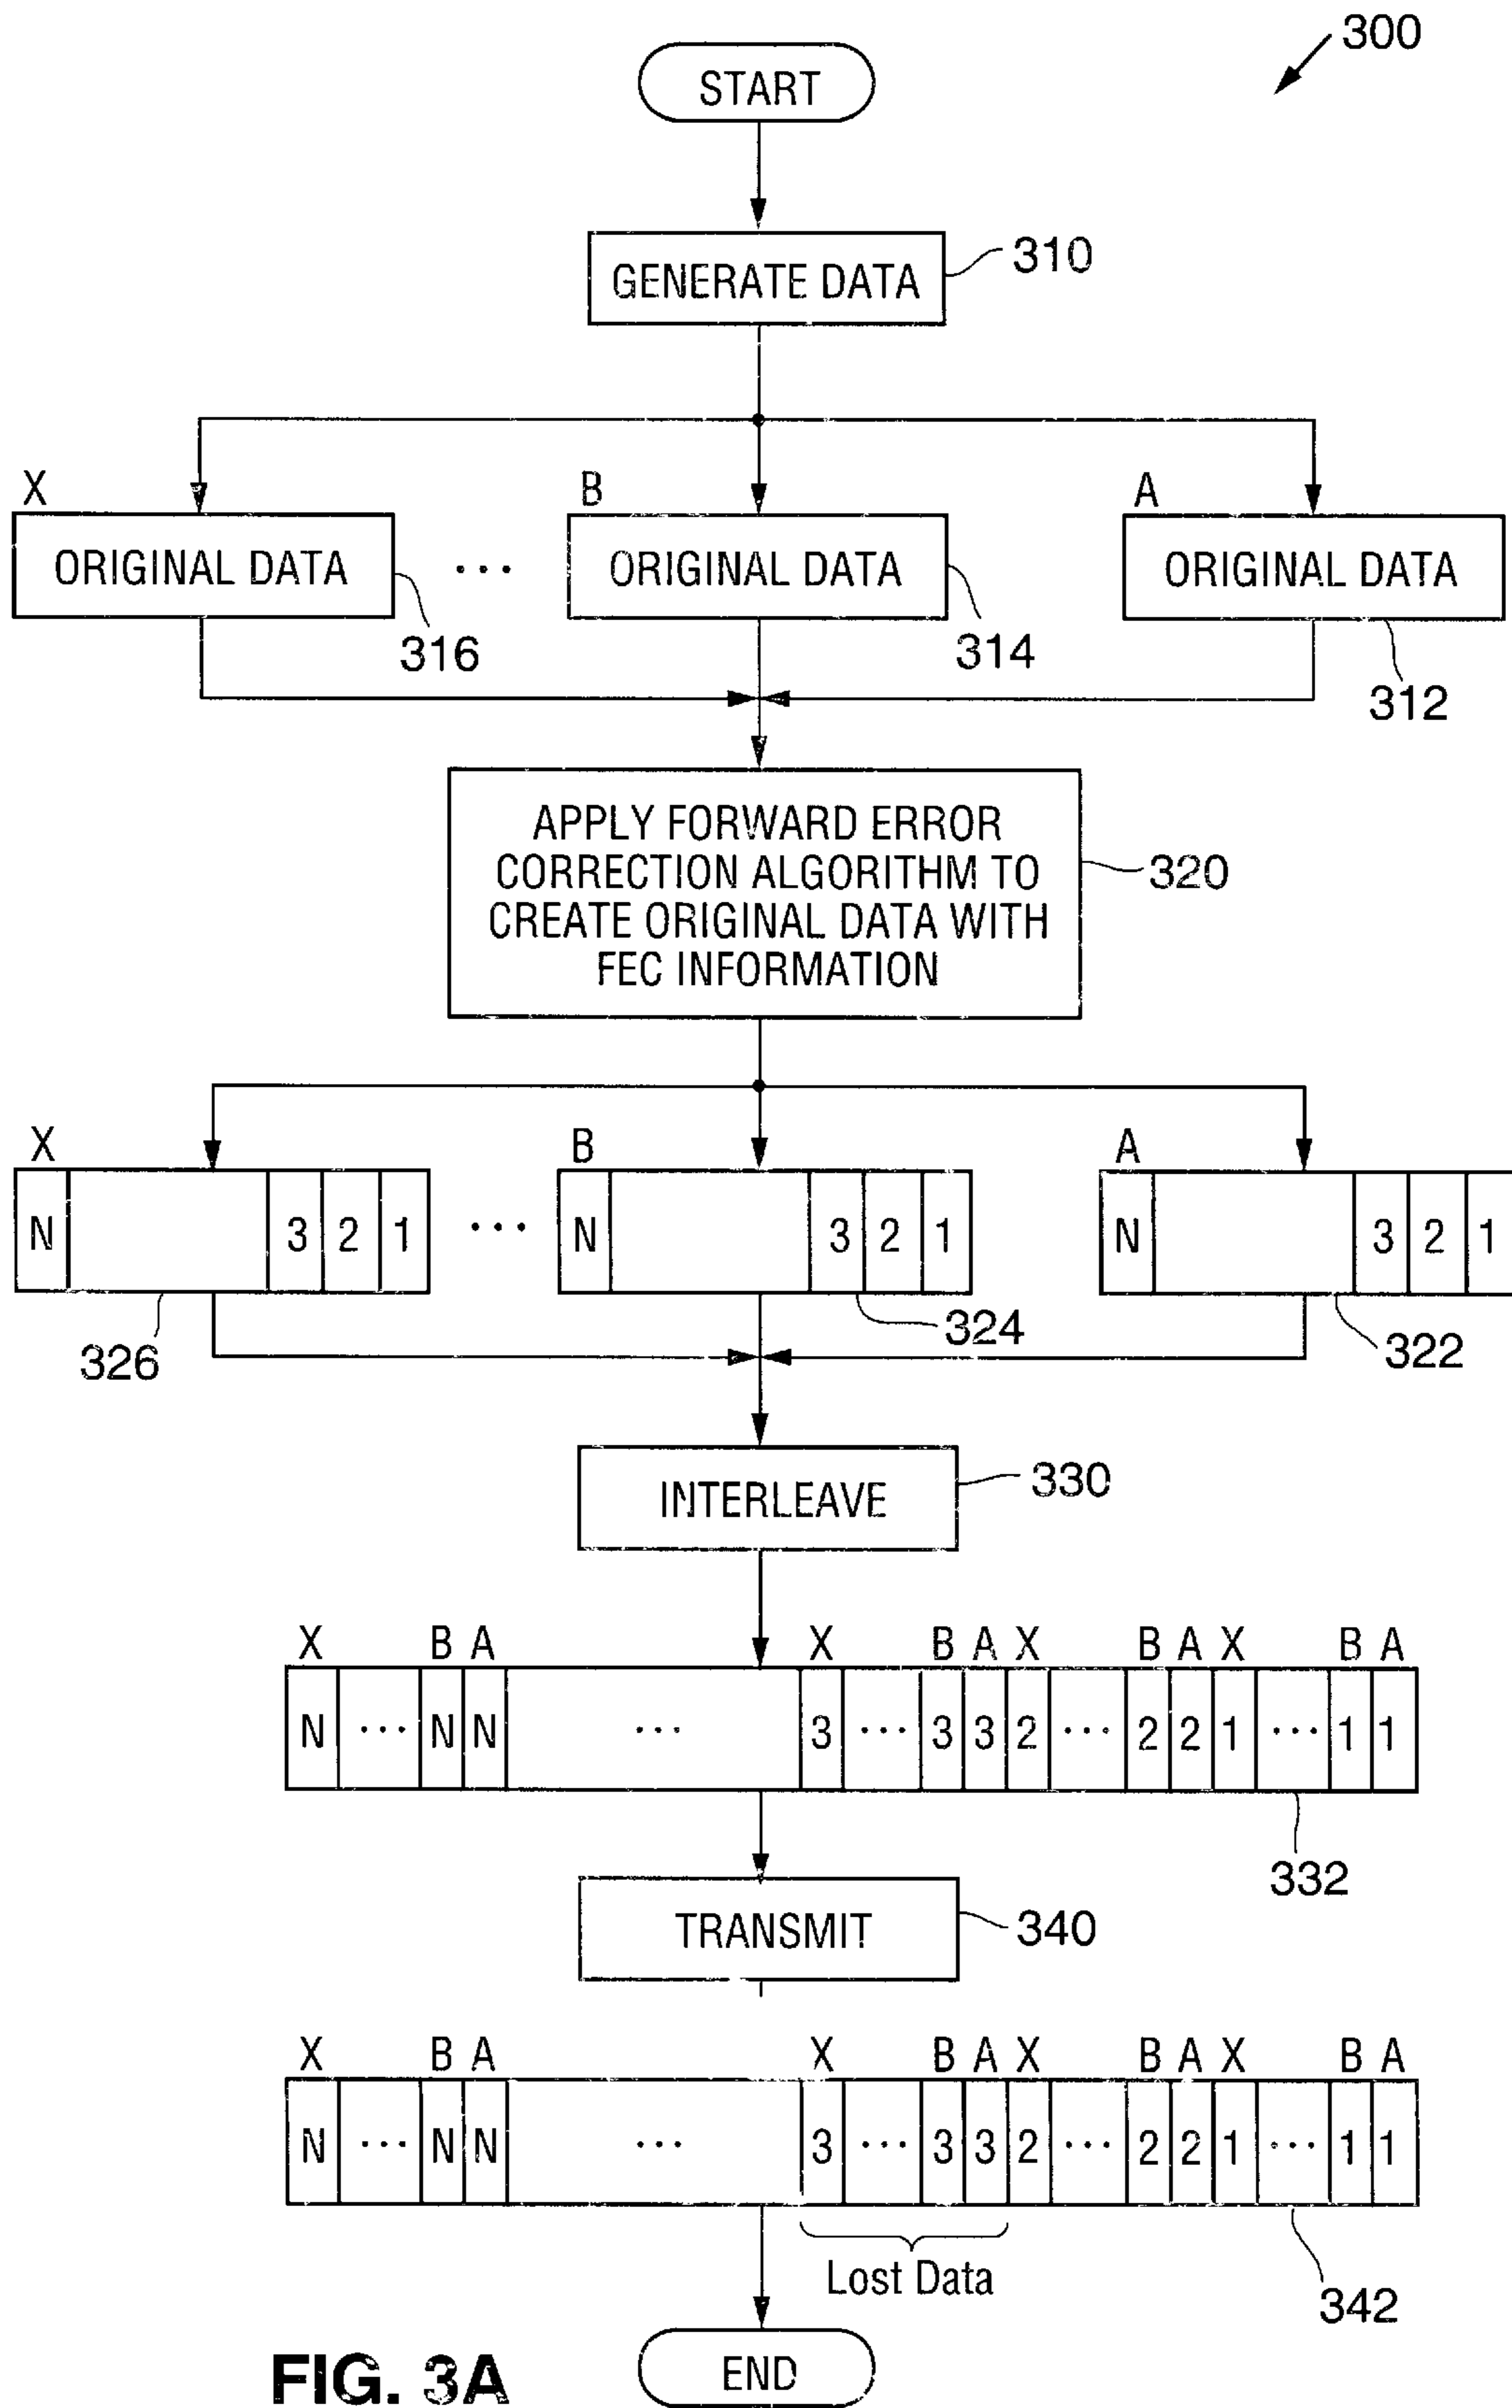 300
START
GENERATE DATA
310
X
B
A
ORIGINAL DATA
...
ORIGINAL DATA
ORIGINAL DATA
316
314
312
APPLY FORWARD ERROR
CORRECTION ALGORITHM TO
CREATE ORIGINAL DATA WITH
FEC INFORMATION
320
X
B
A
N 3 2 1 ... N 3 2 1 N 3 2 1
326
324
322
INTERLEAVE
330
X B A X B A X B A X B A
N ... N N ... 3 ... 3 3 2 ... 2 2 1 ... 1 1
332
TRANSMIT
340
X B A X B A X B A X B A
N ... N N ... 3 ... 3 3 2 ... 2 2 1 ... 1 1
Lost Data
342
END
FIG. 3A